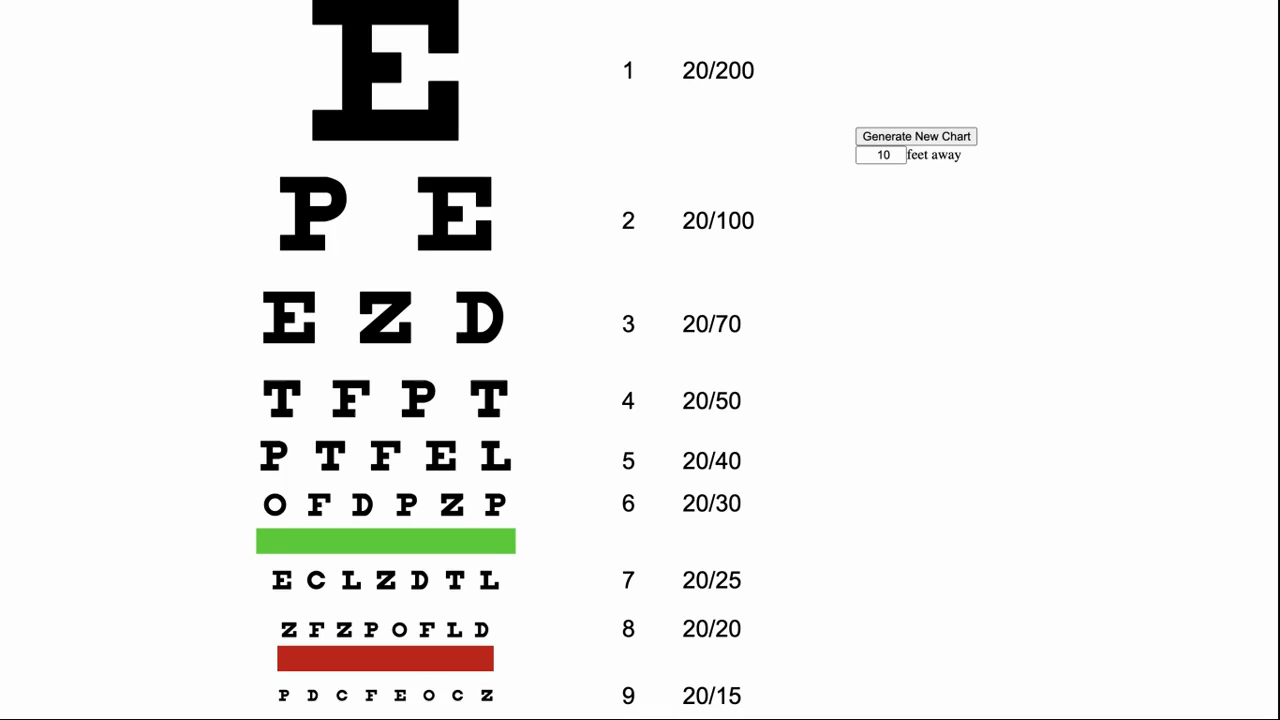 E 1 20/200
Generate New Chart
10 feet away
P E 2 20/100
E Z D 3 20/70
T F P T 4 20/50
P T F E L 5 20/40
O F D P Z P 6 20/30
E C L Z D T L 7 20/25
Z F Z P O F L D 8 20/20
P D C F E O C Z 9 20/15